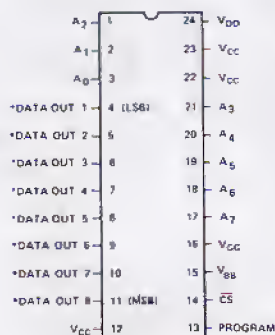 A2 1 24 VDD
A1 2 23 VCC
A0 3 22 VCC
*DATA OUT 1 4 (LSB) 21 A3
*DATA OUT 2 5 20 A4
*DATA OUT 3 6 19 A5
*DATA OUT 4 7 18 A6
*DATA OUT 5 8 17 A7
*DATA OUT 6 9 16 VGG
*DATA OUT 7 10 15 VBB
*DATA OUT 8 11 (MSB) 14 CS
VCC 12 13 PROGRAM